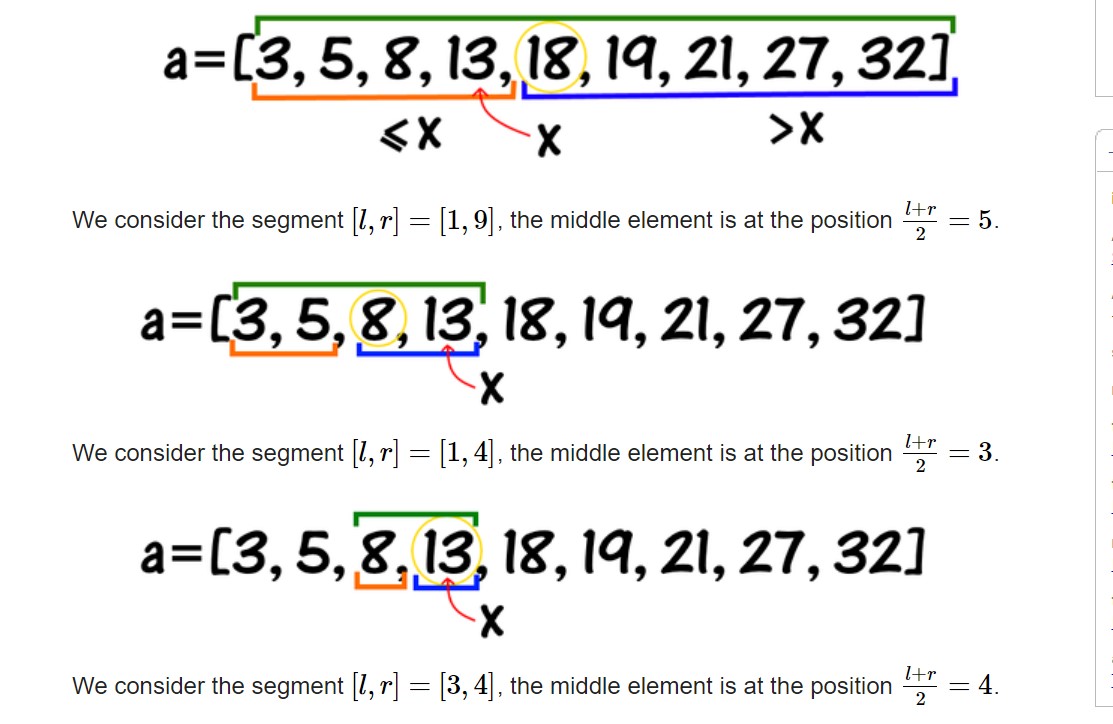 a=[3, 5, 8, 13, 18, 19, 21, 27, 32]
⩽x x >x
We consider the segment [l, r] = [1, 9], the middle element is at the position (l+r)/2 = 5.
a=[3, 5, 8, 13, 18, 19, 21, 27, 32]
x
We consider the segment [l, r] = [1, 4], the middle element is at the position (l+r)/2 = 3.
a=[3, 5, 8, 13, 18, 19, 21, 27, 32]
x
We consider the segment [l, r] = [3, 4], the middle element is at the position (l+r)/2 = 4.